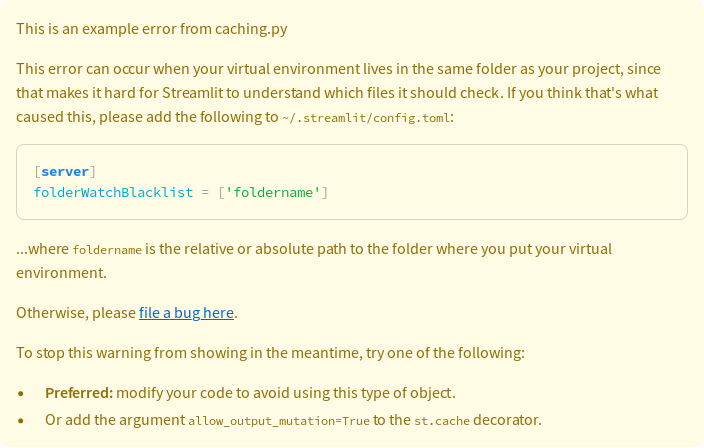 This is an example error from caching.py
This error can occur when your virtual environment lives in the same folder as your project, since
that makes it hard for Streamlit to understand which files it should check. If you think that's what
caused this, please add the following to ~/.streamlit/config.toml:
[server]
folderWatchBlacklist = ['foldername']
...where foldername is the relative or absolute path to the folder where you put your virtual
environment.
Otherwise, please file a bug here.
To stop this warning from showing in the meantime, try one of the following:
• Preferred: modify your code to avoid using this type of object.
• Or add the argument allow_output_mutation=True to the st.cache decorator.